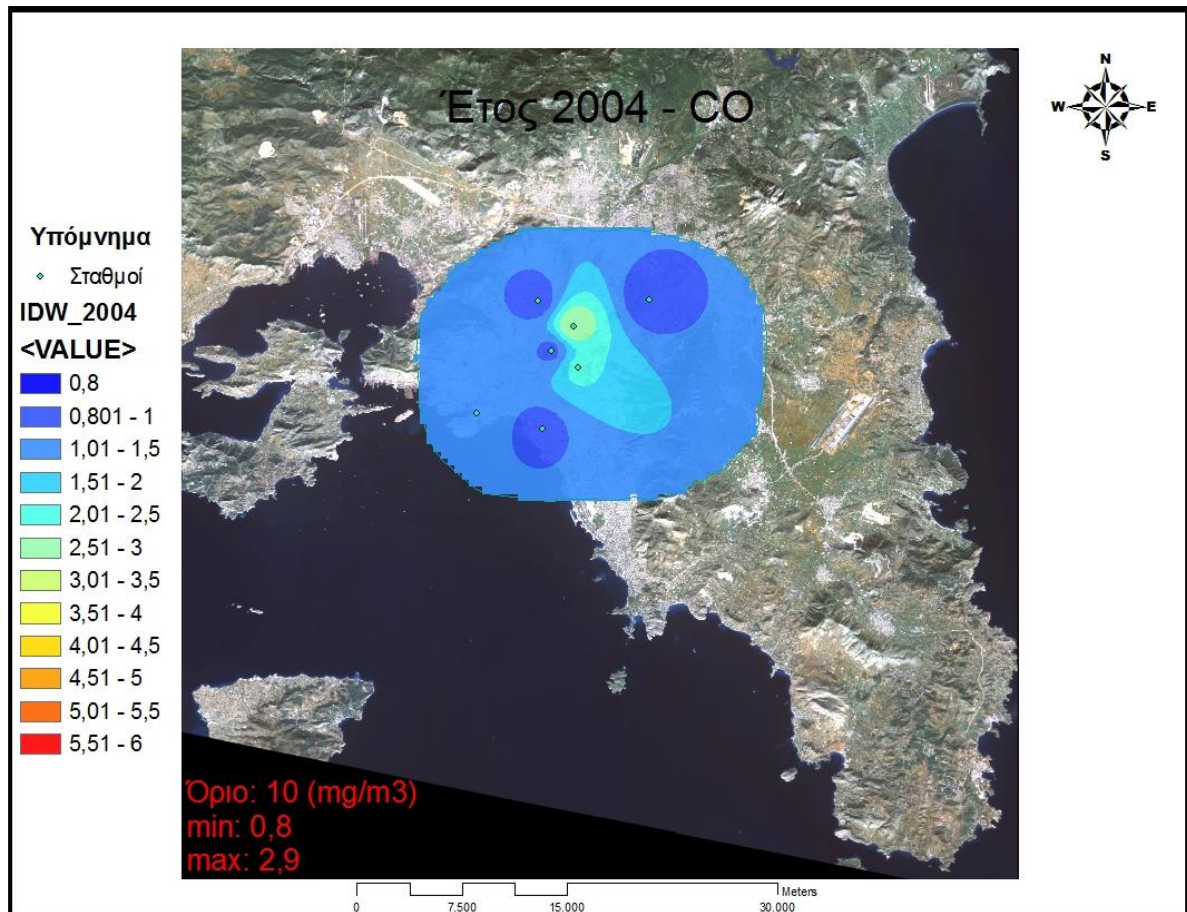 Έτος 2004 - CO
N
W
E
S
Υπόμνημα
Σταθμοί
IDW_2004
<VALUE>
0,8
0,801 - 1
1,01 - 1,5
1,51 - 2
2,01 - 2,5
2,51 - 3
3,01 - 3,5
3,51 - 4
4,01 - 4,5
4,51 - 5
5,01 - 5,5
5,51 - 6
Όριο: 10 (mg/m3)
min: 0,8
max: 2,9
Meters
0 7.500 15.000 30.000